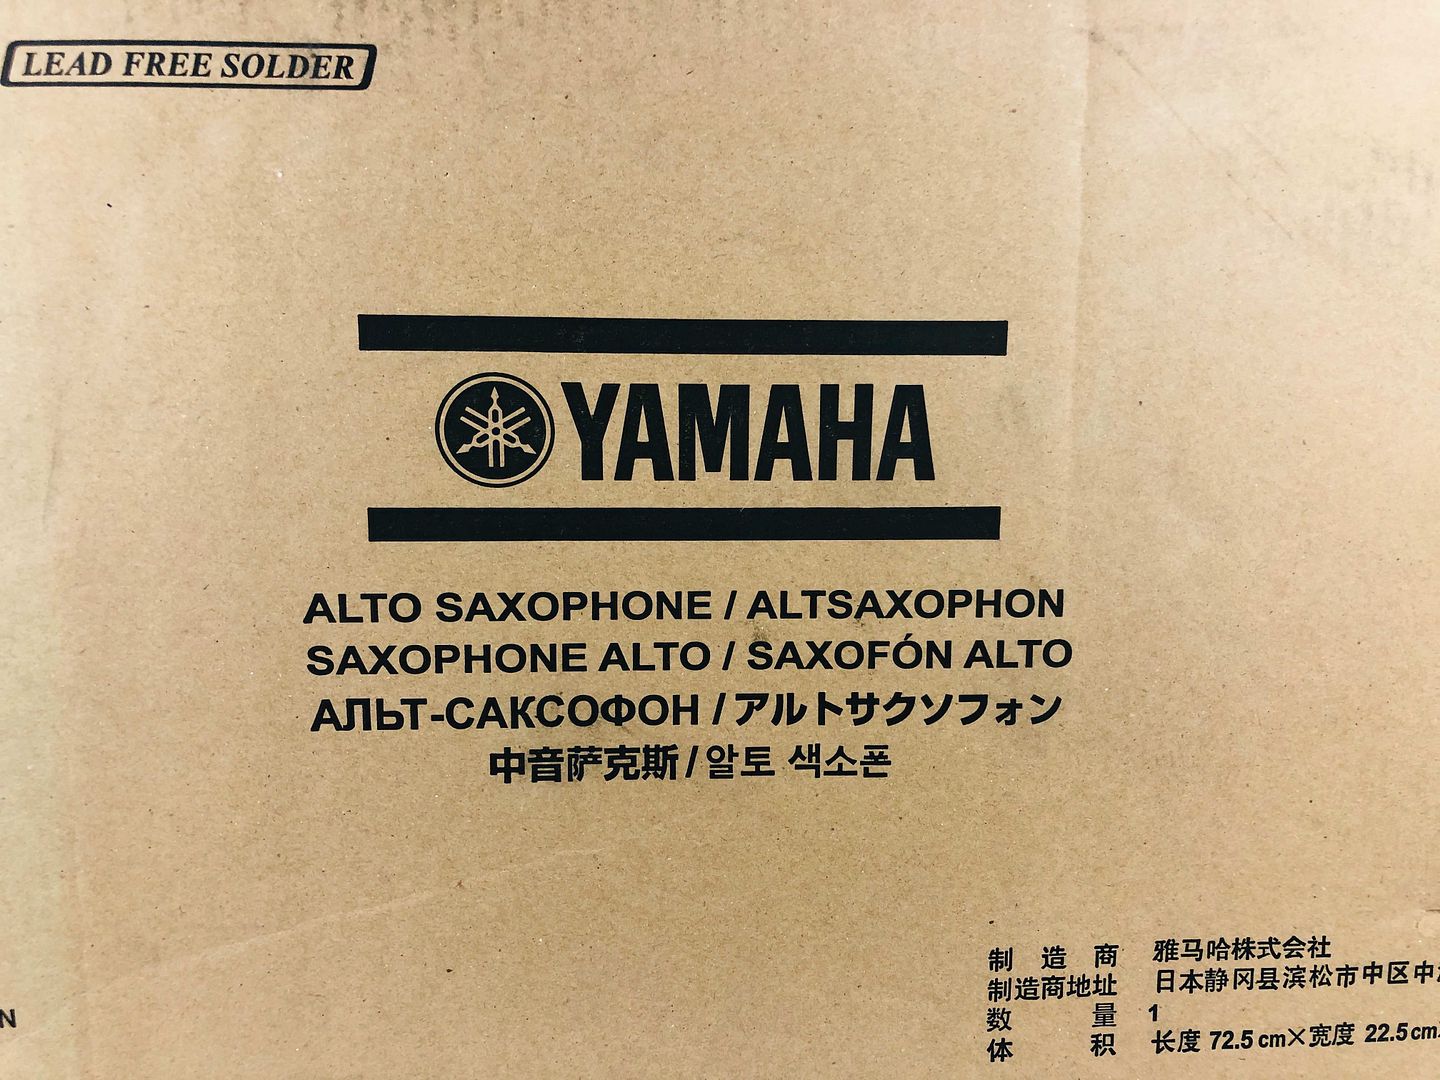 LEAD FREE SOLDER
YAMAHA
ALTO SAXOPHONE / ALTSAXOPHON
SAXOPHONE ALTO / SAXOFÓN ALTO
АЛЬТ-САКСОФОН / アルトサクソフォン
中音萨克斯 / 알토 색소폰
制造商 雅马哈株式会社
制造商地址 日本静冈县滨松市中区中
数量 1
体积 长度 72.5 cm×宽度 22.5 cm
N